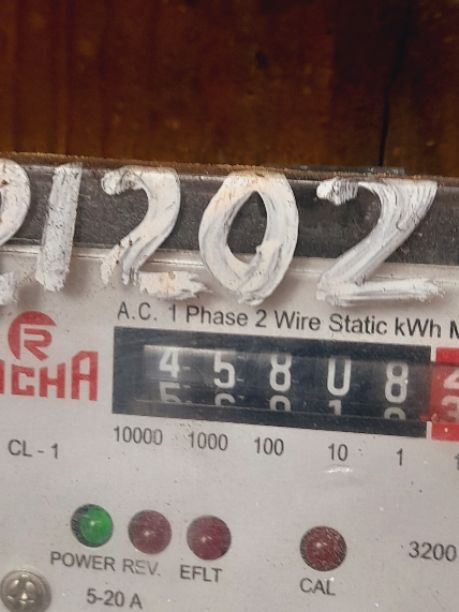 21202
A.C. 1 Phase 2 Wire Static kWh M
R
ACHA
4 5 8 0 8 2
10000 1000 100 10 1
CL - 1
3200
POWER REV. EFLT
CAL
5-20 A